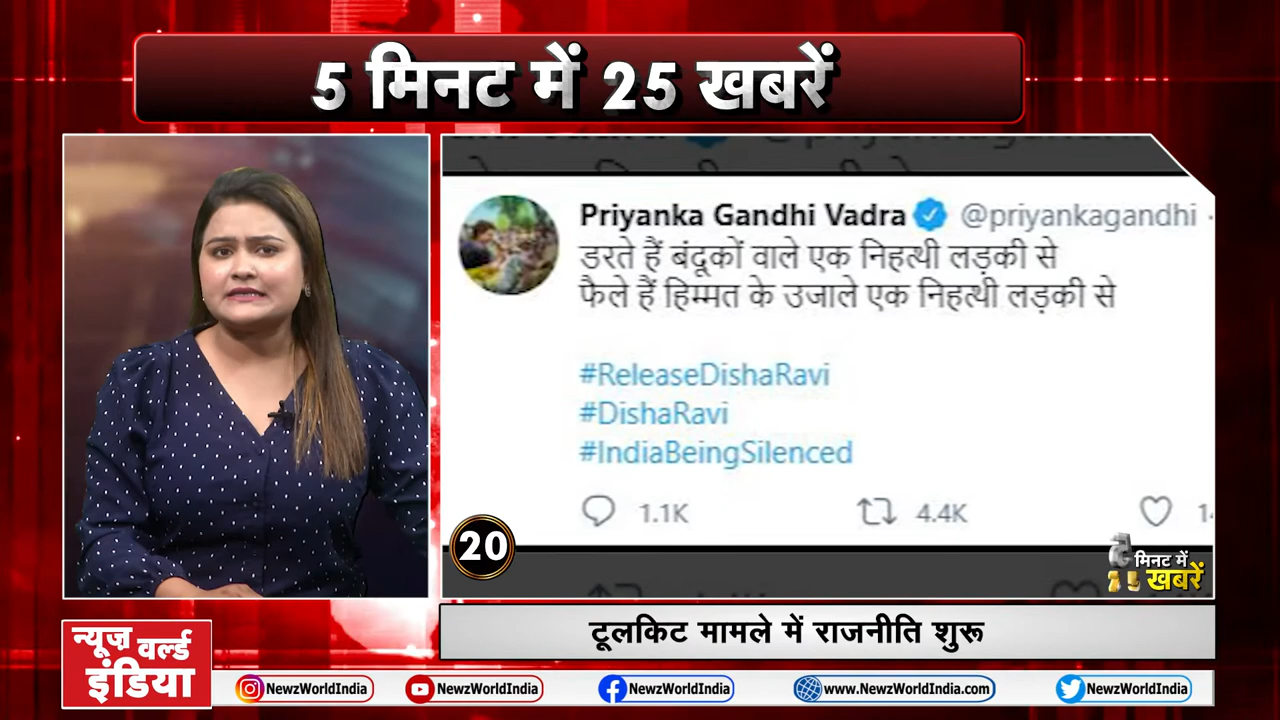 5 मिनट में 25 खबरें
Priyanka Gandhi Vadra @priyankagandhi ·
डरते हैं बंदूकों वाले एक निहत्थी लड़की से
फैले हैं हिम्मत के उजाले एक निहत्थी लड़की से
#ReleaseDishaRavi
#DishaRavi
#IndiaBeingSilenced
1.1K 4.4K
20
5 मिनट में
खबरें
टूलकिट मामले में राजनीति शुरू
न्यूज़ वर्ल्ड
इंडिया
NewzWorldIndia NewzWorldIndia NewzWorldIndia www.NewzWorldIndia.com NewzWorldIndia